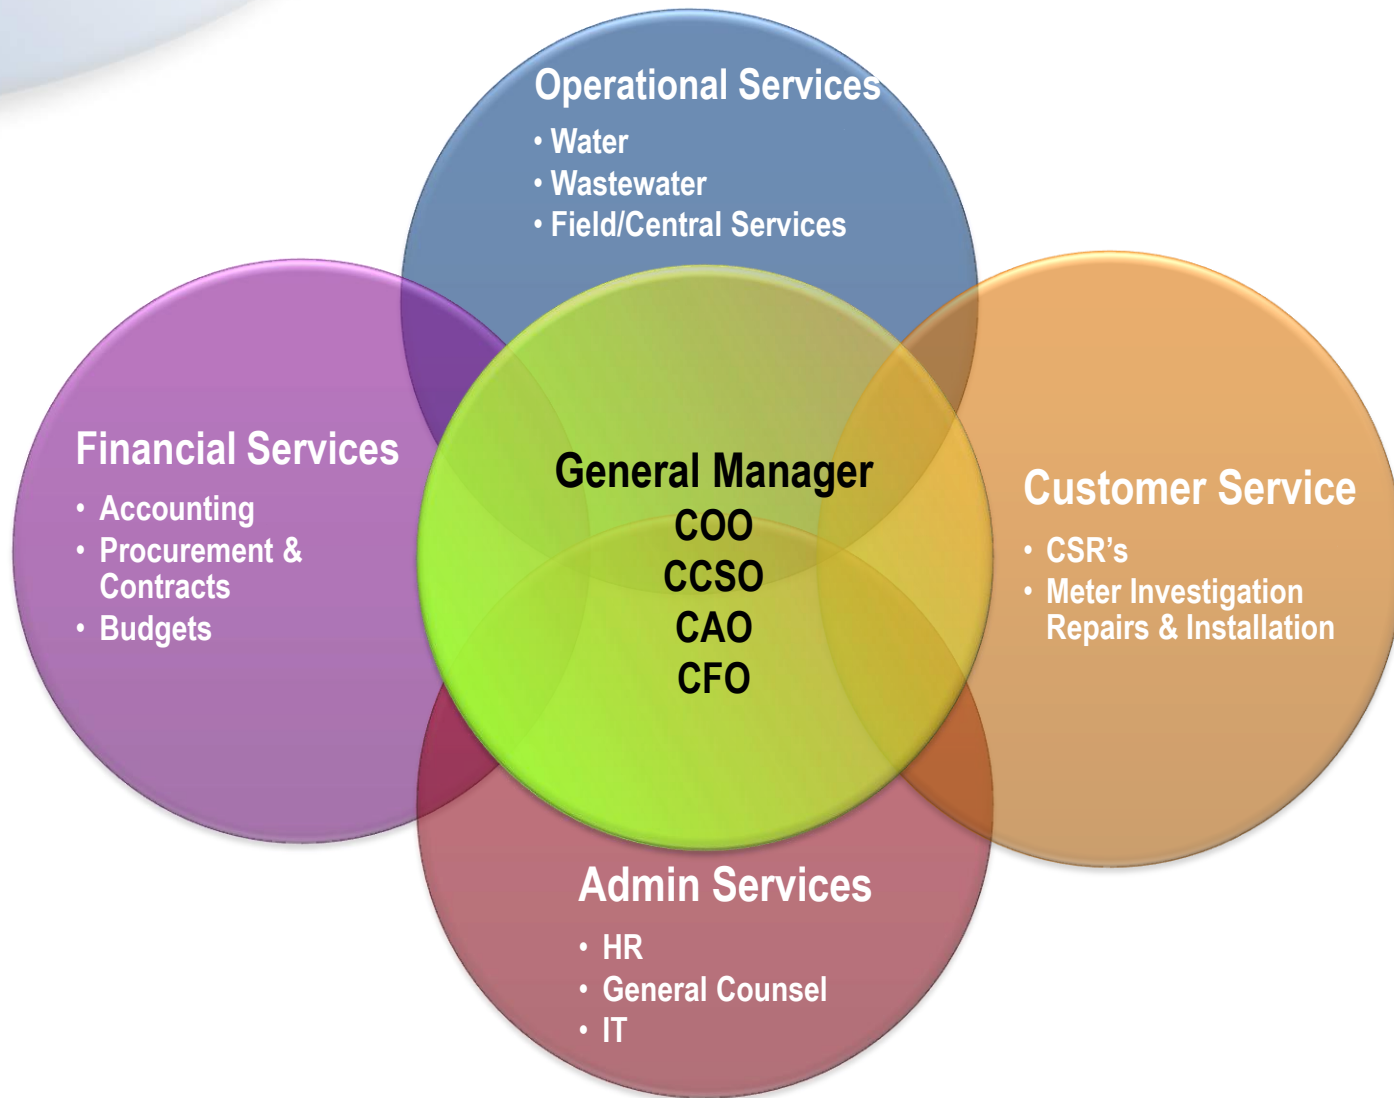 Operational Services
• Water
• Wastewater
• Field/Central Services
Financial Services
• Accounting
• Procurement &
Contracts
• Budgets
General Manager
COO
CCSO
CAO
CFO
Customer Service
• CSR’s
• Meter Investigation
Repairs & Installation
Admin Services
• HR
• General Counsel
• IT